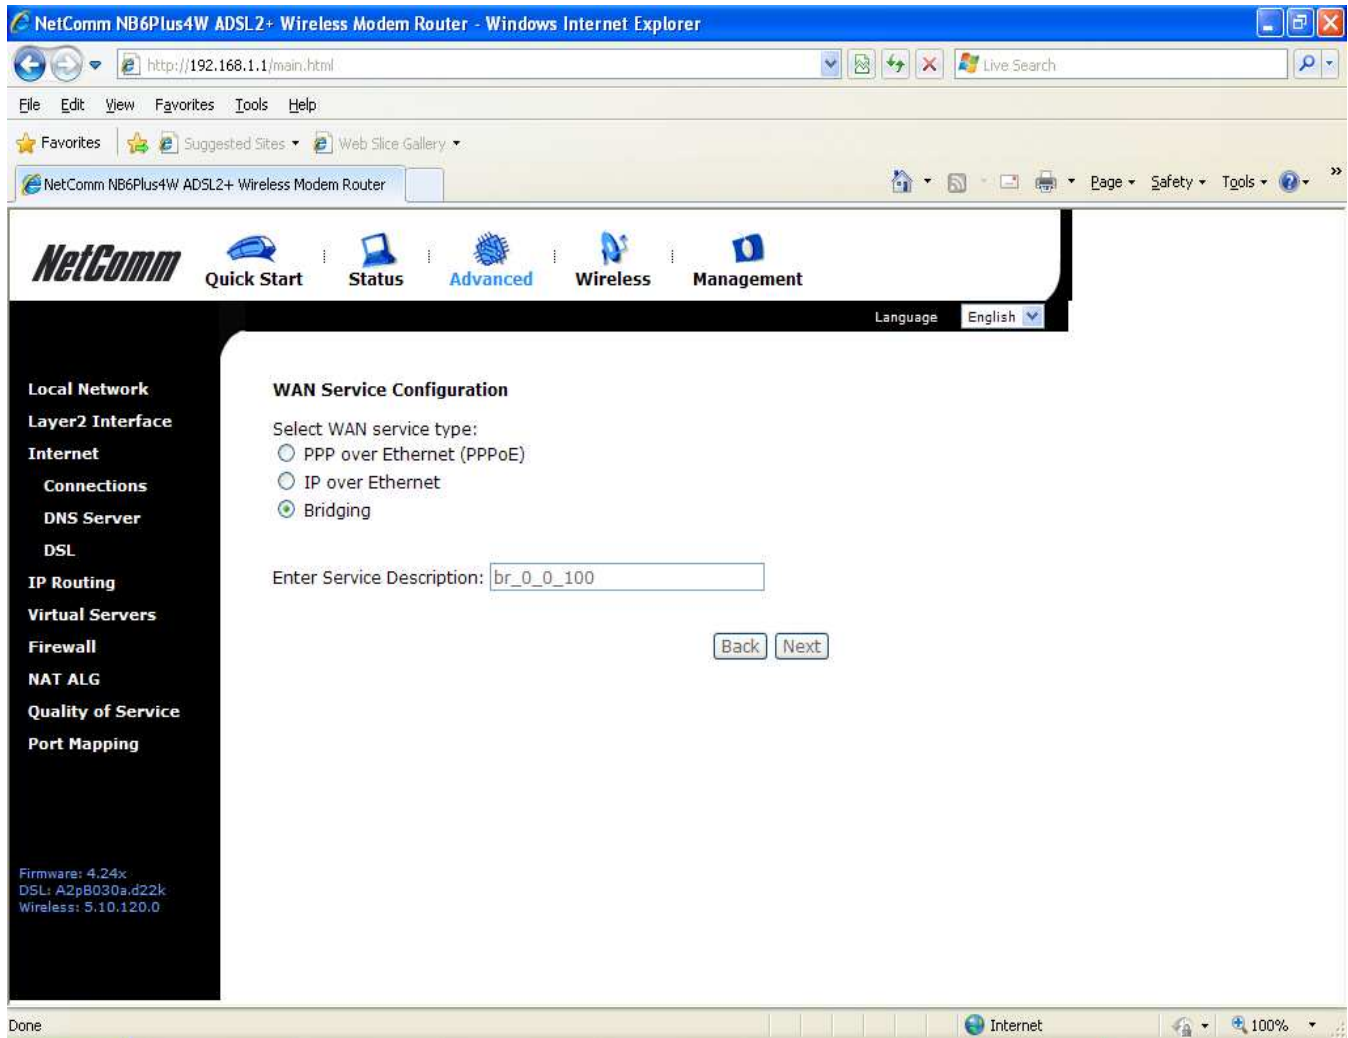 NetComm NB6Plus4W ADSL2+ Wireless Modem Router - Windows Internet Explorer
http://192.168.1.1/main.html
Live Search
File Edit View Favorites Tools Help
Favorites Suggested Sites Web Slice Gallery
NetComm NB6Plus4W ADSL2+ Wireless Modem Router
Page Safety Tools »
NetComm
Quick Start Status Advanced Wireless Management
Language English
Local Network
Layer2 Interface
Internet
Connections
DNS Server
DSL
IP Routing
Virtual Servers
Firewall
NAT ALG
Quality of Service
Port Mapping
Firmware: 4.24x
DSL: A2pB030a.d22k
Wireless: 5.10.120.0
WAN Service Configuration
Select WAN service type:
PPP over Ethernet (PPPoE)
IP over Ethernet
Bridging
Enter Service Description: br_0_0_100
Back Next
Done Internet 100%